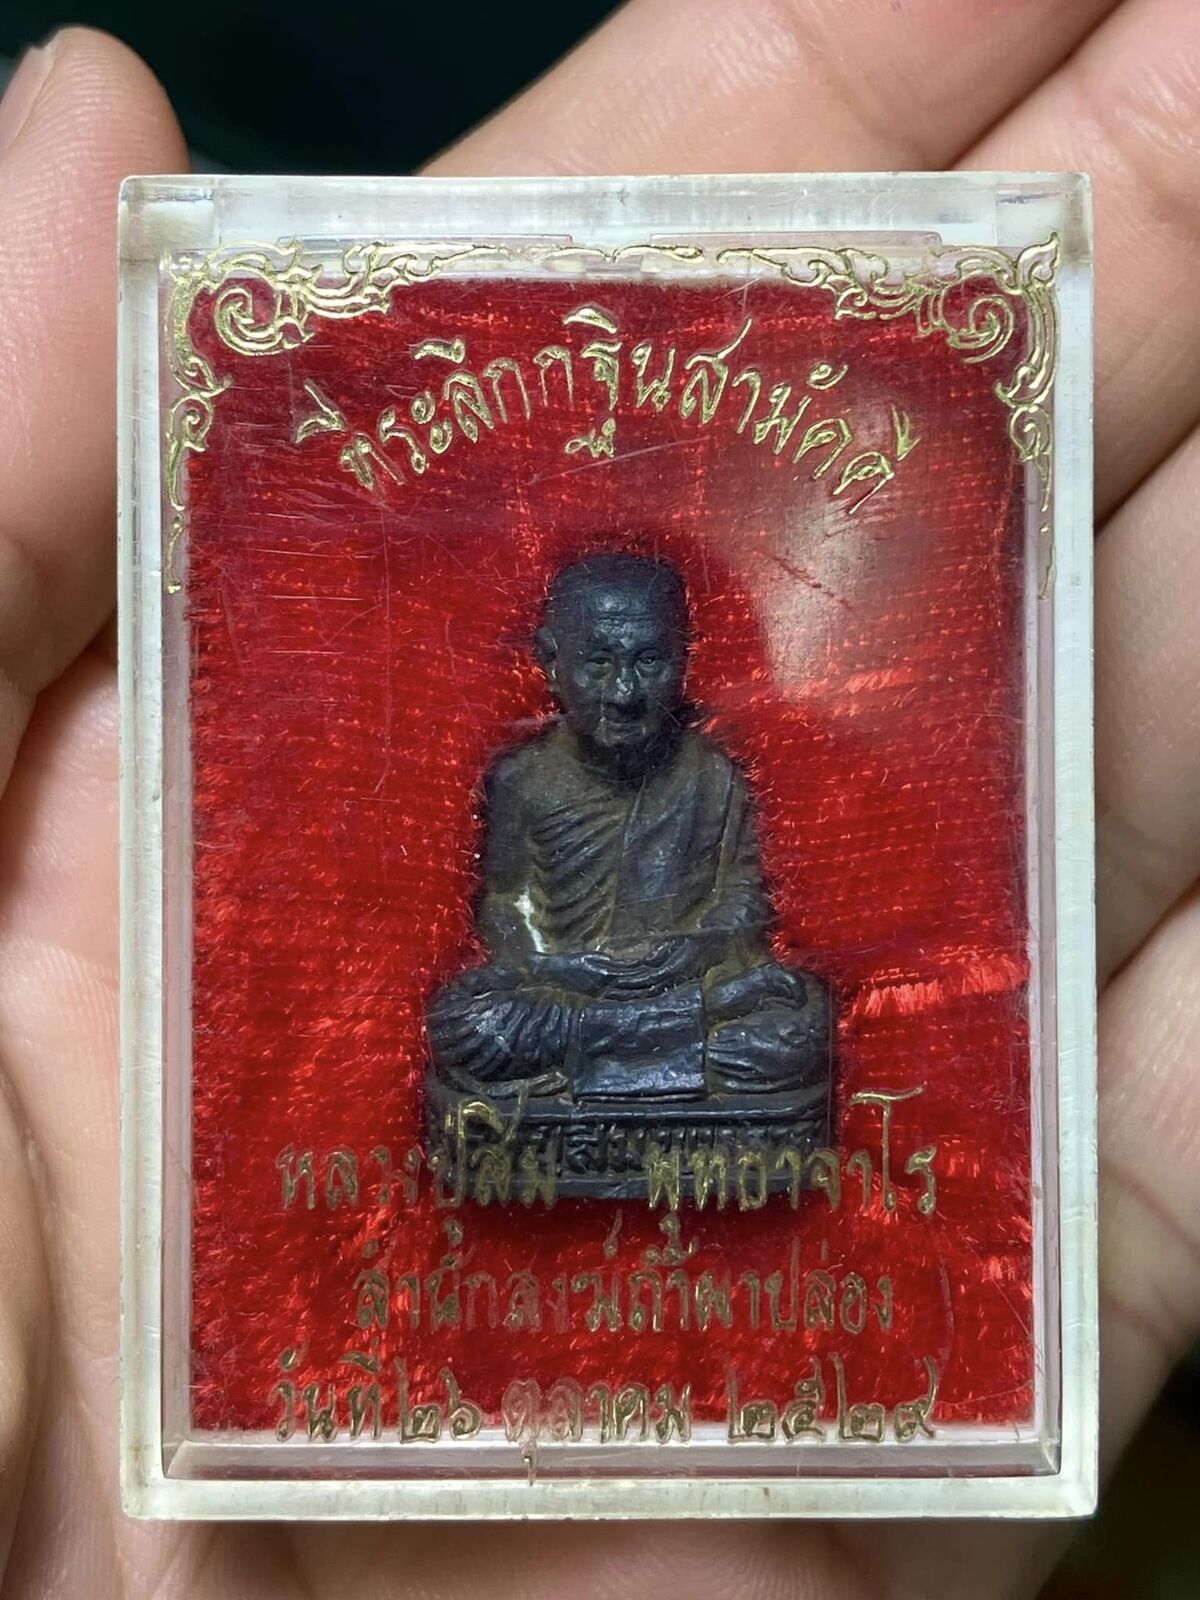 ที่ระลึกกฐินสามัคคี
หลวงปู่สิม พุทธาจาโร
สำนักสงฆ์ถ้ำผาปล่อง
วันที่๒๖ ตุลาคม ๒๕๒๙